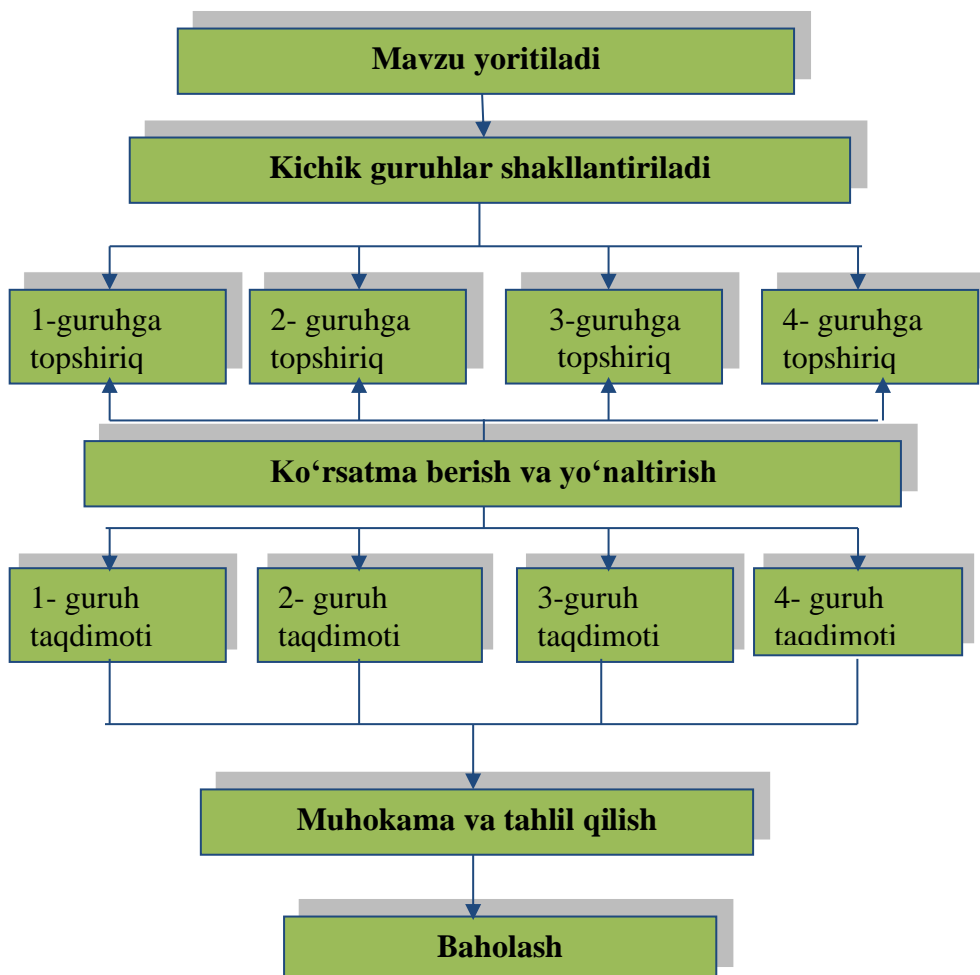 Mavzu yoritiladi
Kichik guruhlar shakllantiriladi
1-guruhga
topshiriq
2- guruhga
topshiriq
3-guruhga
topshiriq
4- guruhga
topshiriq
Ko‘rsatma berish va yo‘naltirish
1- guruh
taqdimoti
2- guruh
taqdimoti
3-guruh
taqdimoti
4- guruh
taqdimoti
Muhokama va tahlil qilish
Baholash